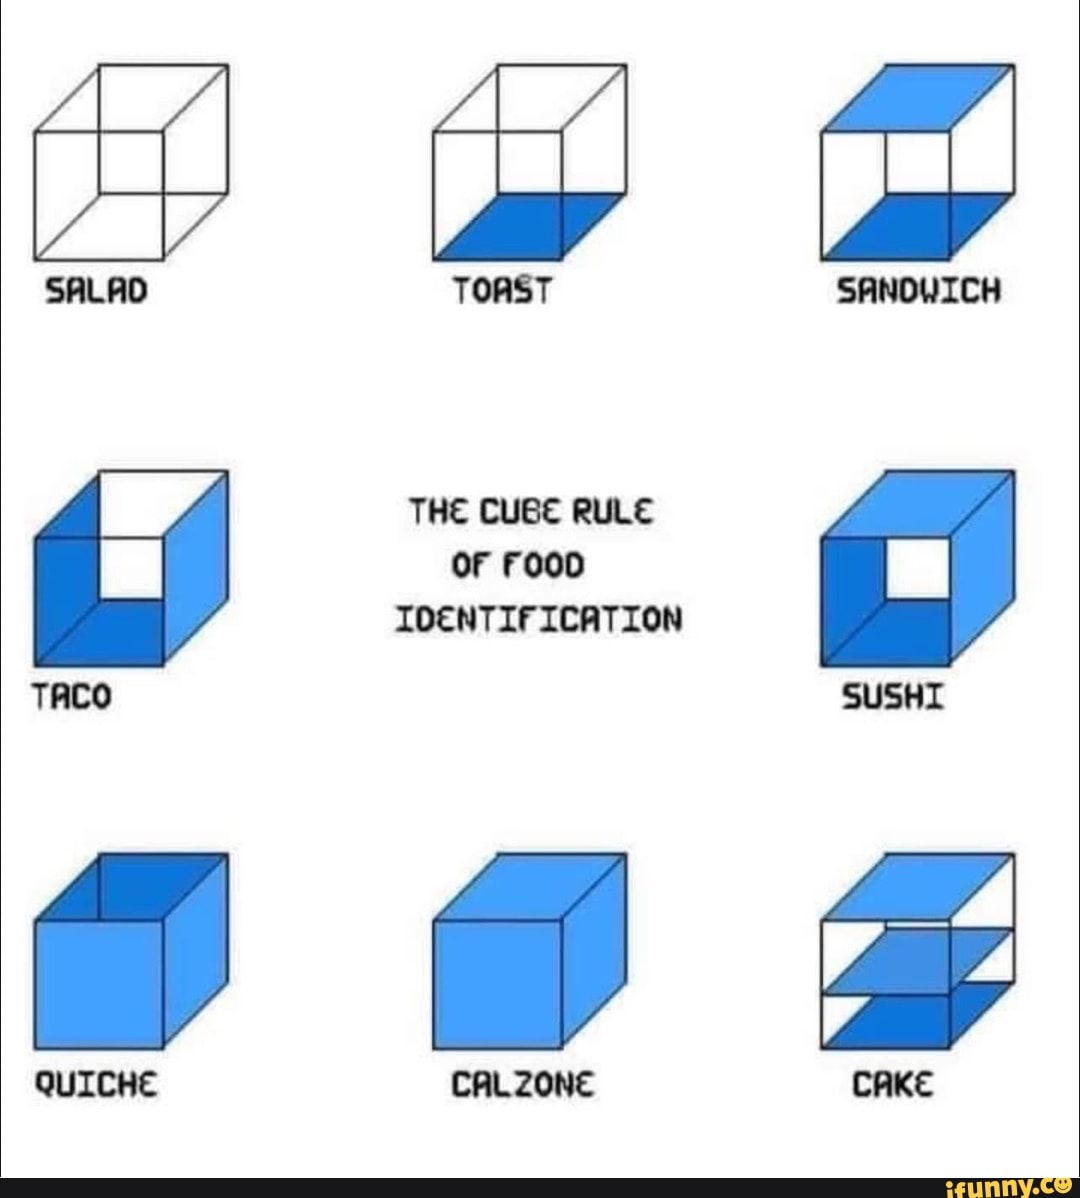 SALAD
TOAST
SANDWICH
THE CUBE RULE
OF FOOD
IDENTIFICATION
TACO
SUSHI
QUICHE
CALZONE
CAKE
ifunny.co